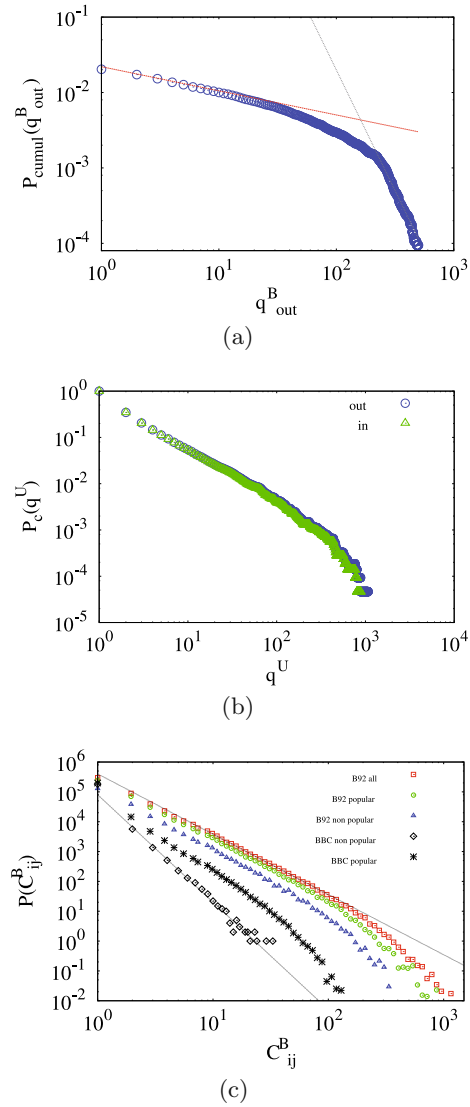 10^-1
10^-2
10^-3
10^-4
P_cumul(q^B_out)
10^0 10^1 10^2 10^3
q^B_out
(a)
10^0
10^-1
10^-2
10^-3
10^-4
10^-5
P_c(q^U)
out
in
10^0 10^1 10^2 10^3 10^4
q^U
(b)
10^6
10^5
10^4
10^3
10^2
10^1
10^0
10^-1
10^-2
P(C^B_ij)
B92 all
B92 popular
B92 non popular
BBC non popular
BBC popular
10^0 10^1 10^2 10^3
C^B_ij
(c)